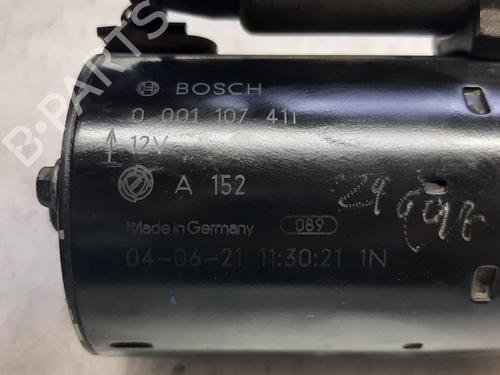 BOSCH
0 001 107 411
12V
A 152
Made in Germany 089
04-06-21 11:30:21 1N
B-PARTS